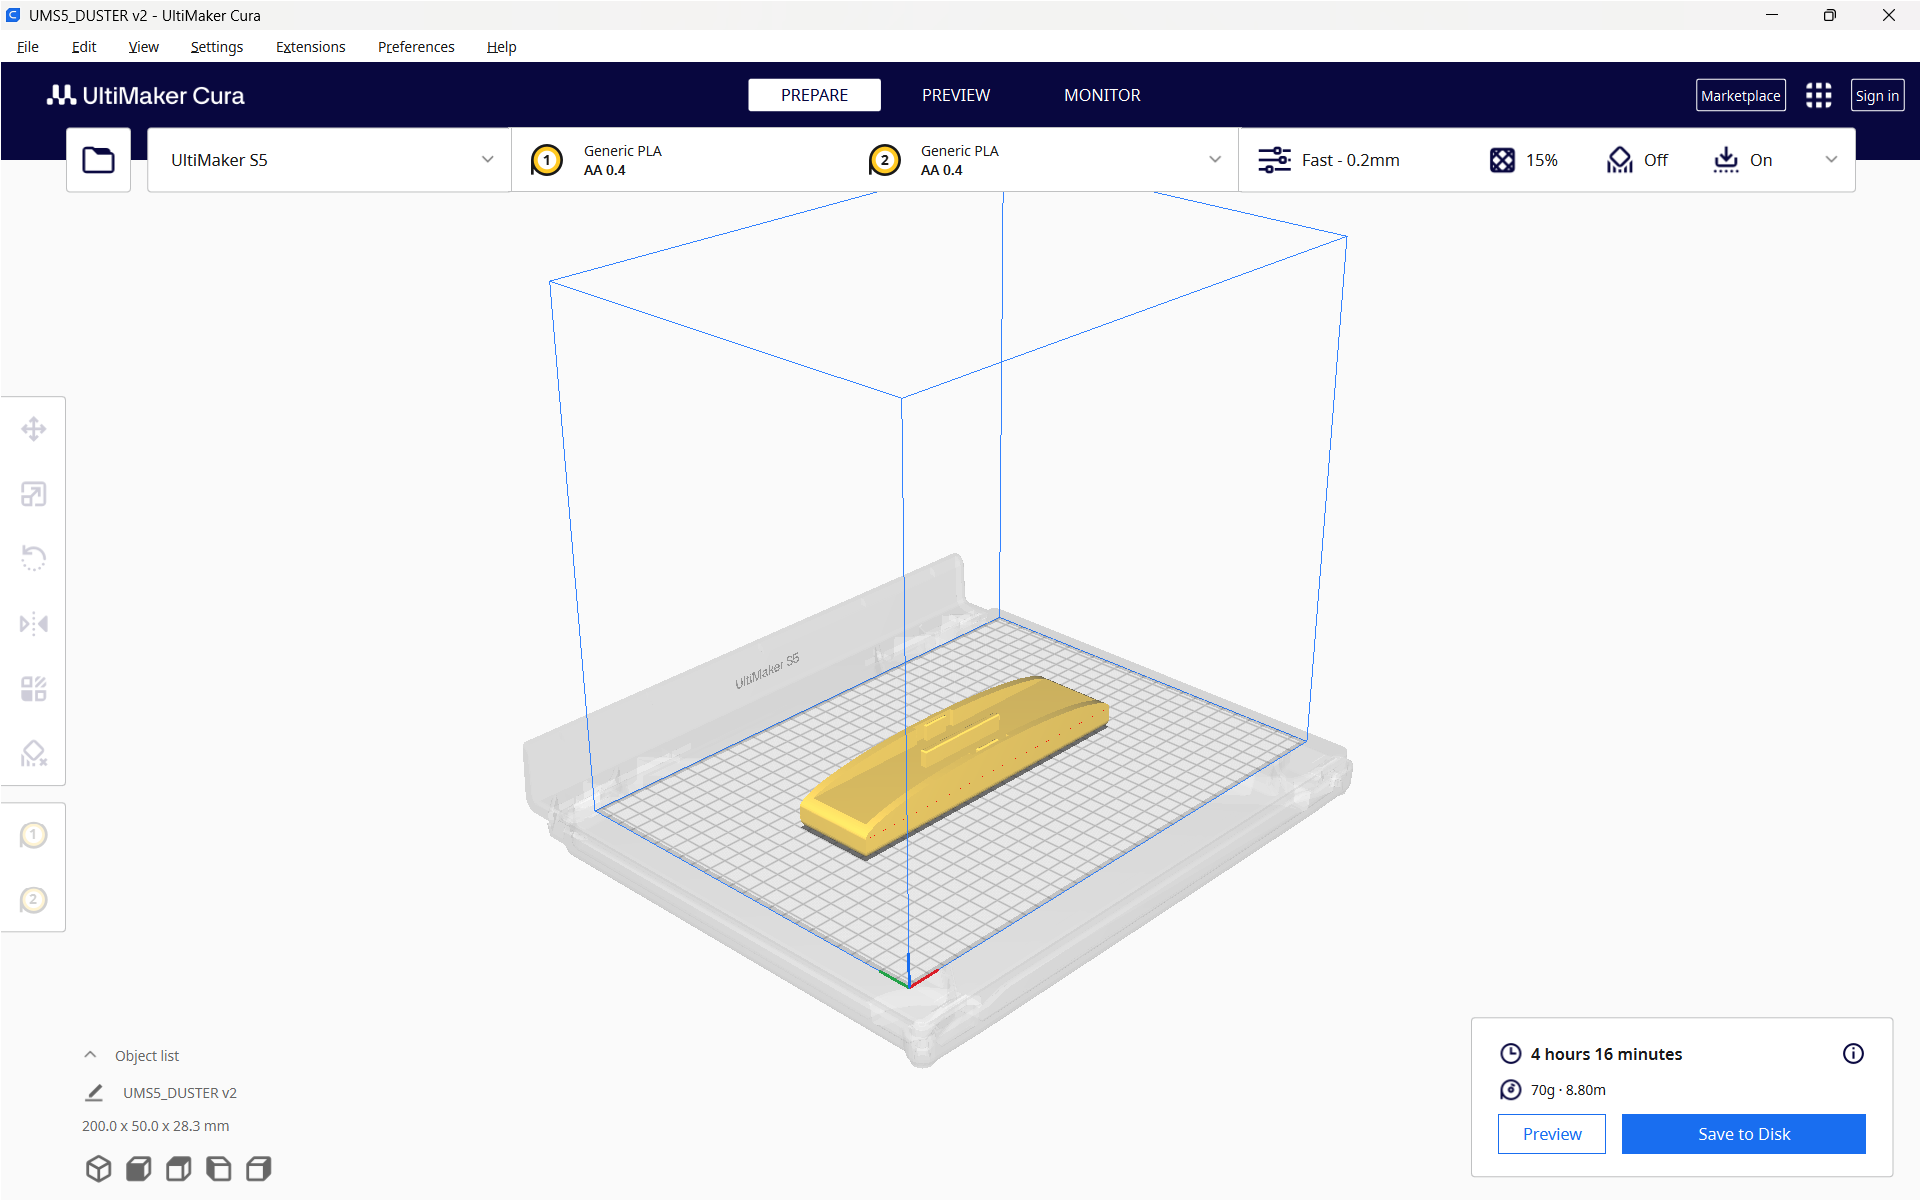 UMS5_DUSTER v2 - UltiMaker Cura
File Edit View Settings Extensions Preferences Help
UltiMaker Cura
PREPARE PREVIEW MONITOR
Marketplace
Sign in
UltiMaker S5
1
Generic PLA
AA 0.4
2
Generic PLA
AA 0.4
Fast - 0.2mm
15%
Off
On
UltiMaker S5
1
2
Object list
UMS5_DUSTER v2
200.0 x 50.0 x 28.3 mm
4 hours 16 minutes
70g · 8.80m
Preview
Save to Disk